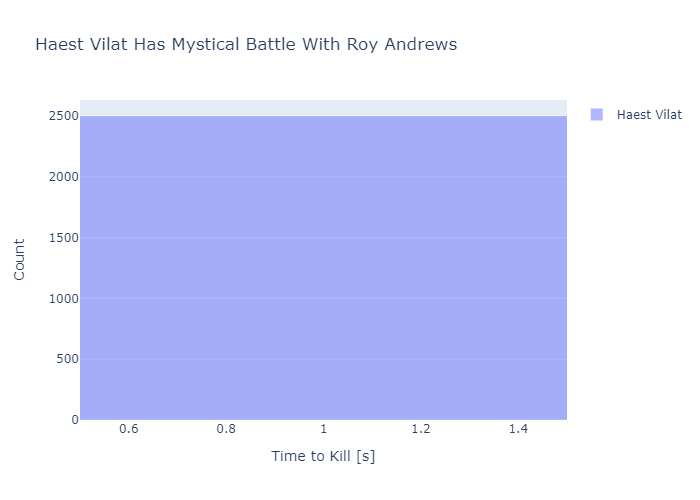 Haest Vilat Has Mystical Battle With Roy Andrews
2500
2000
1500
1000
500
0
Count
0.6 0.8 1 1.2 1.4
Time to Kill [s]
Haest Vilat